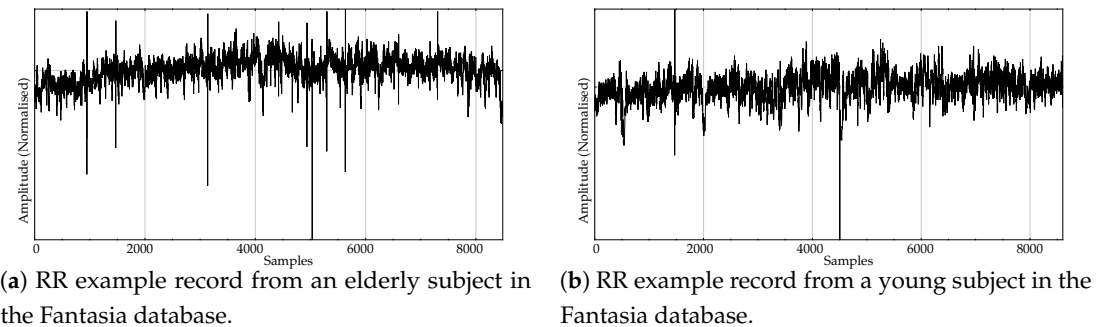 Amplitude (Normalised)
0 2000 4000 6000 8000
Samples
(a) RR example record from an elderly subject in
the Fantasia database.
Amplitude (Normalised)
0 2000 4000 6000 8000
Samples
(b) RR example record from a young subject in the
Fantasia database.